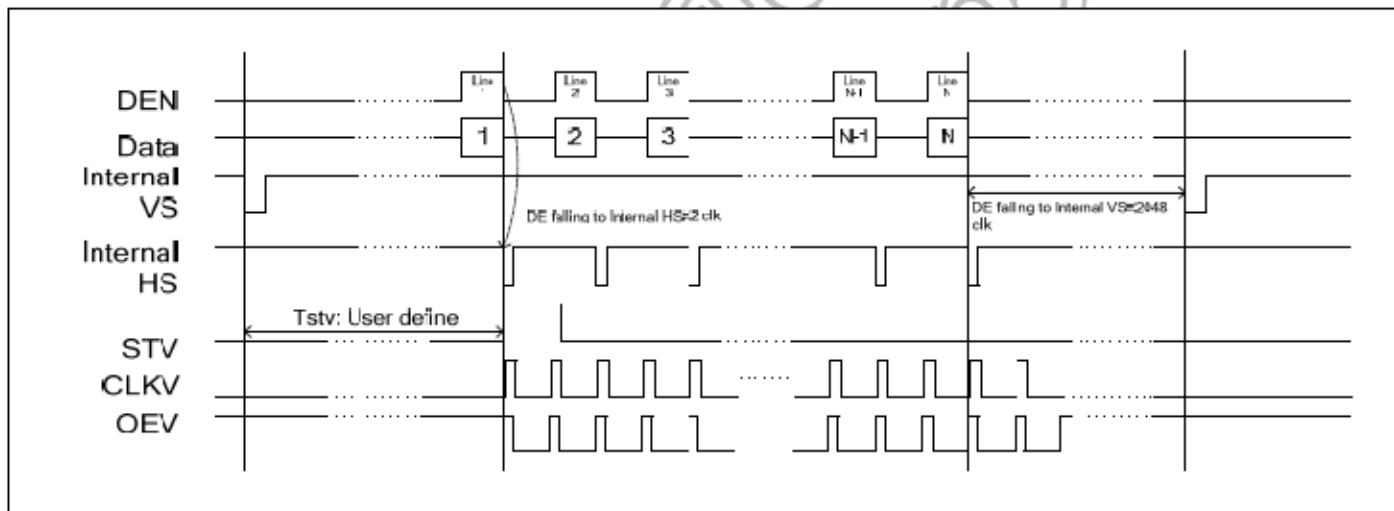 DEN
Line
Line
2
Line
3
Line
N-1
Line
N
Data
1
2
3
N-1
N
Internal
VS
DE falling to Internal HS=2 clk
DE falling to Internal VS=2048
clk
Internal
HS
Tstv: User define
STV
CLKV
OEV